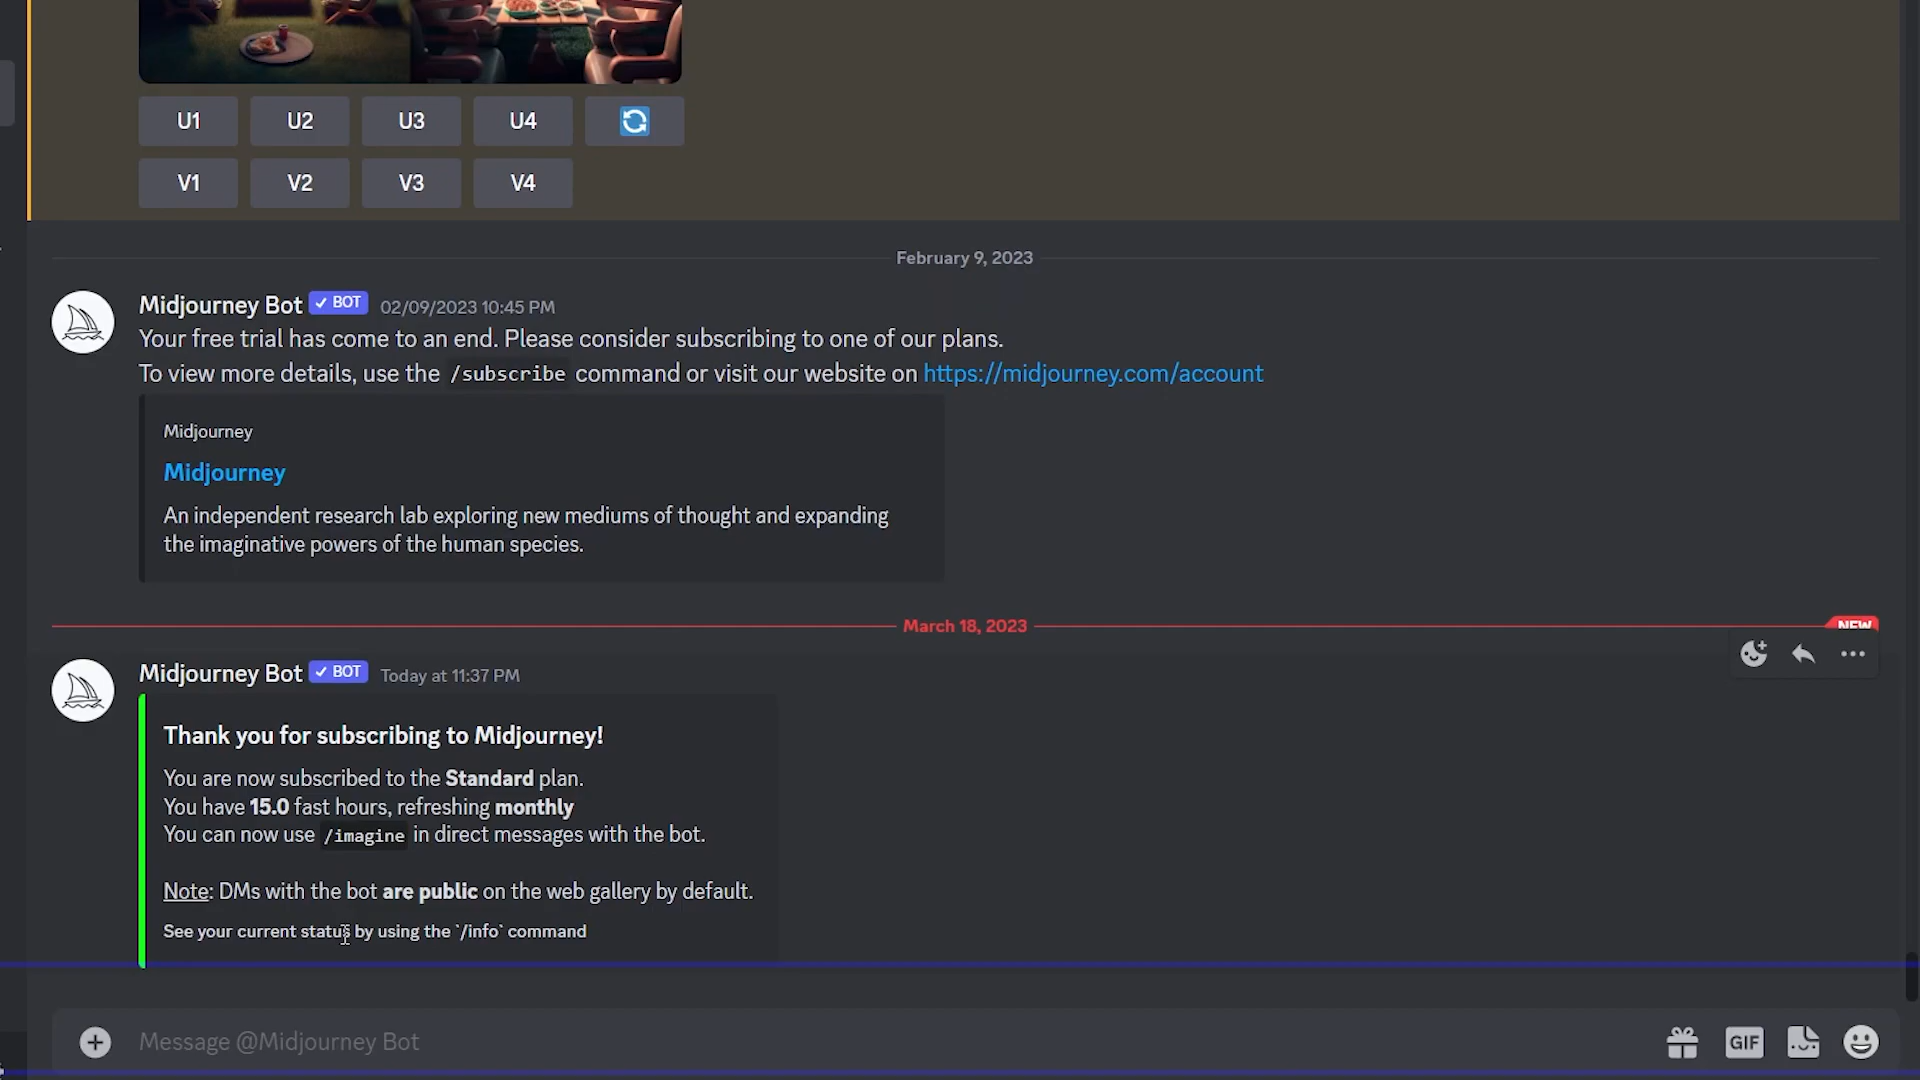 U1 U2 U3 U4
V1 V2 V3 V4
February 9, 2023
Midjourney Bot ✓ BOT 02/09/2023 10:45 PM
Your free trial has come to an end. Please consider subscribing to one of our plans.
To view more details, use the /subscribe command or visit our website on https://midjourney.com/account
Midjourney
Midjourney
An independent research lab exploring new mediums of thought and expanding
the imaginative powers of the human species.
March 18, 2023
NEW
Midjourney Bot ✓ BOT Today at 11:37 PM
Thank you for subscribing to Midjourney!
You are now subscribed to the Standard plan.
You have 15.0 fast hours, refreshing monthly
You can now use /imagine in direct messages with the bot.
Note: DMs with the bot are public on the web gallery by default.
See your current status by using the `/info` command
Message @Midjourney Bot
GIF